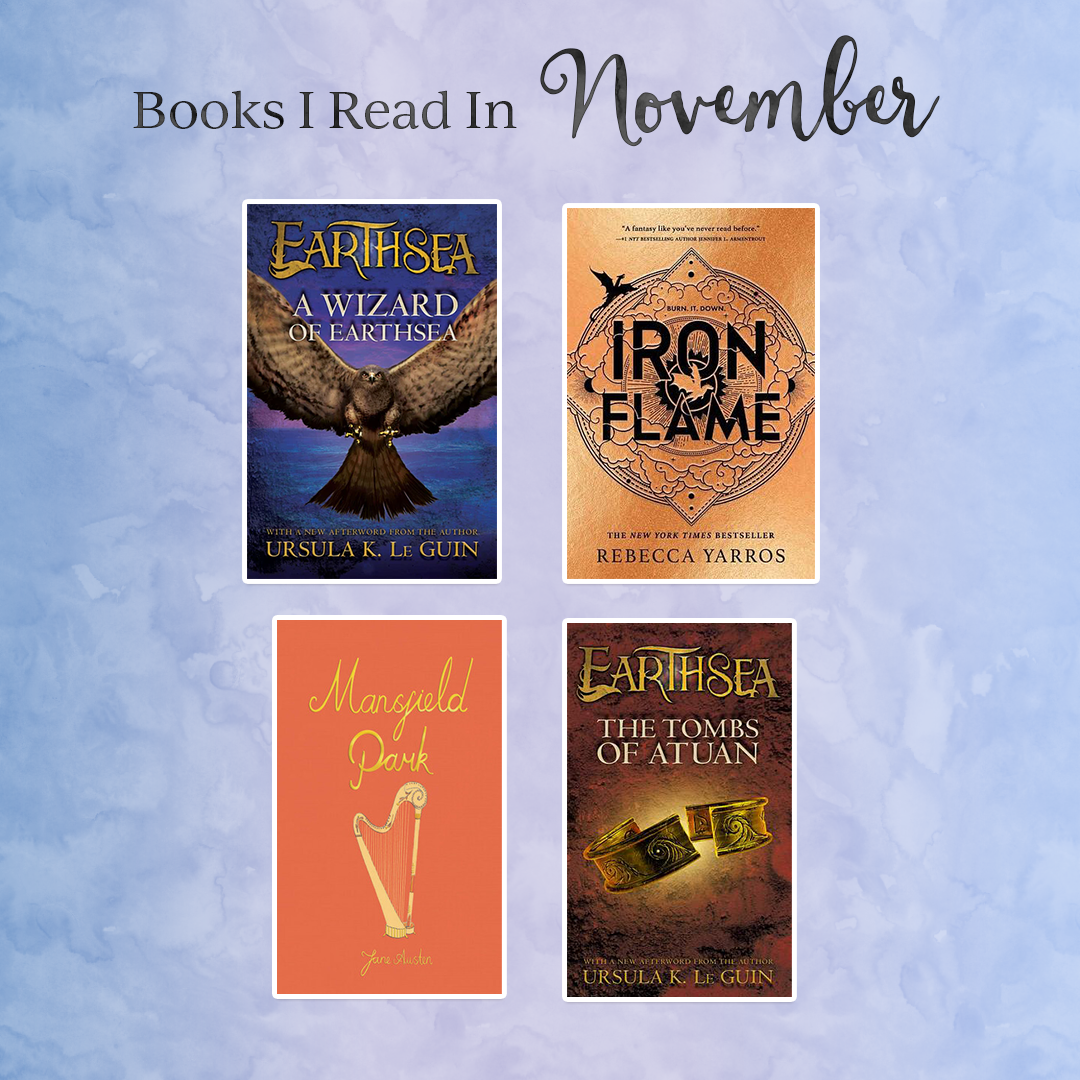 Books I Read In November
EARTHSEA
A WIZARD
OF EARTHSEA
WITH A NEW AFTERWORD FROM THE AUTHOR
URSULA K. LE GUIN
"A fantasy like you've never read before."
—#1 NYT BESTSELLING AUTHOR JENNIFER L. ARMENTROUT
BURN. IT. DOWN.
IRON
FLAME
THE NEW YORK TIMES BESTSELLER
REBECCA YARROS
Mansfield
Park
Jane Austen
EARTHSEA
THE TOMBS
OF ATUAN
WITH A NEW AFTERWORD FROM THE AUTHOR
URSULA K. LE GUIN